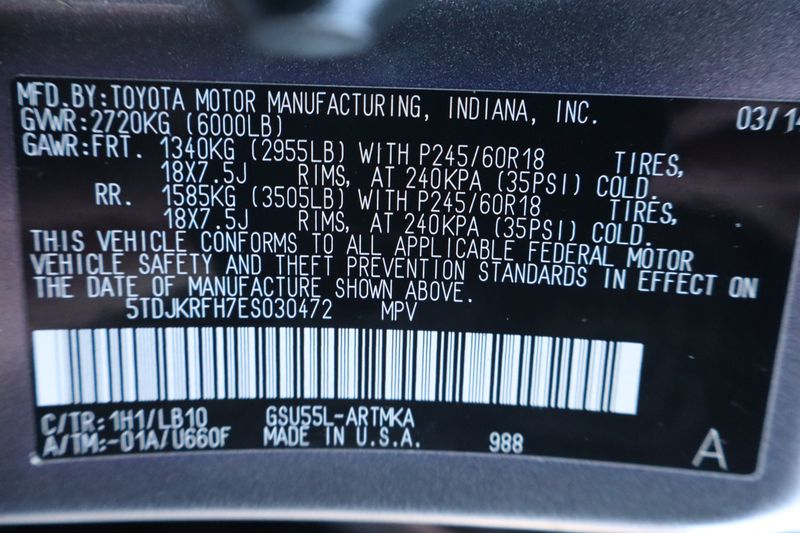 MFD.BY:TOYOTA MOTOR MANUFACTURING, INDIANA, INC. 03/14
GVWR:2720KG (6000LB)
GAWR:FRT. 1340KG (2955LB) WITH P245/60R18 TIRES,
18X7.5J RIMS, AT 240KPA (35PSI) COLD.
RR. 1585KG (3505LB) WITH P245/60R18 TIRES,
18X7.5J RIMS, AT 240KPA (35PSI) COLD.
THIS VEHICLE CONFORMS TO ALL APPLICABLE FEDERAL MOTOR
VEHICLE SAFETY AND THEFT PREVENTION STANDARDS IN EFFECT ON
THE DATE OF MANUFACTURE SHOWN ABOVE.
5TDJKRFH7ES030472 MPV
C/TR:1H1/LB10 GSU55L-ARTMKA
A/TM:-01A/U660F MADE IN U.S.A. 988 A